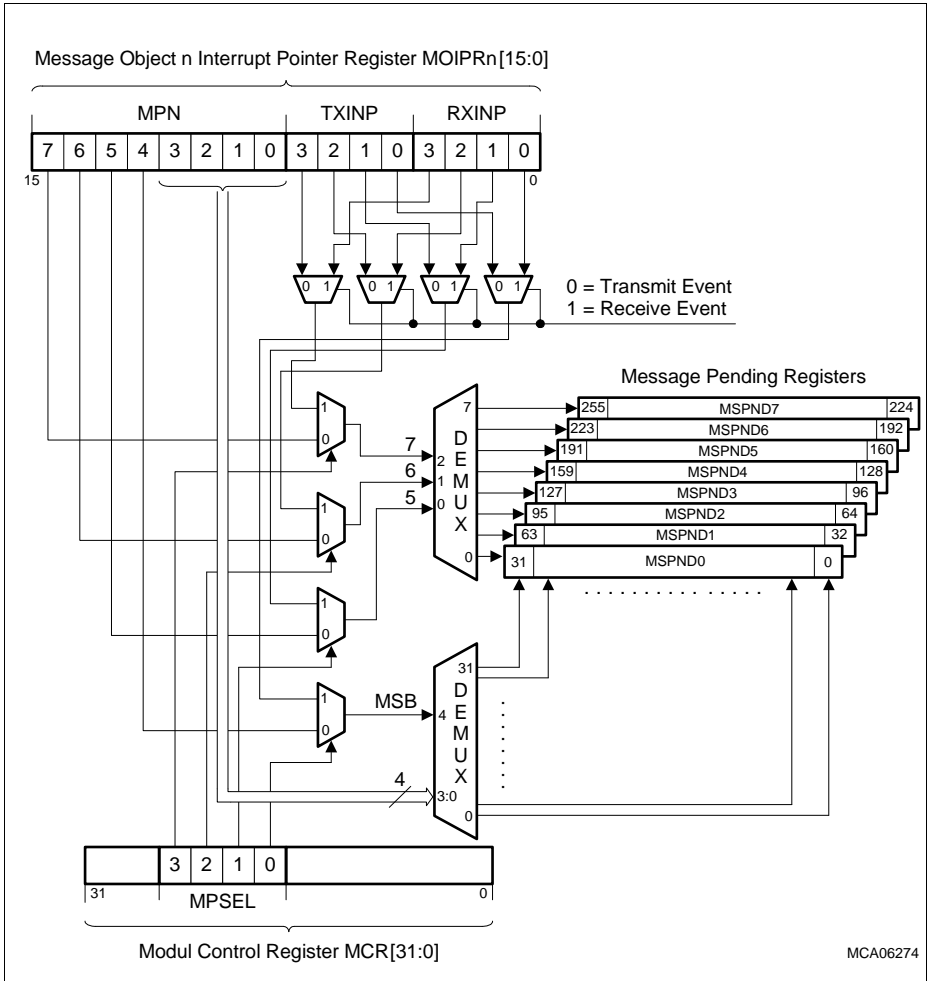 Message Object n Interrupt Pointer Register MOIPRn[15:0]
MPN TXINP RXINP
7 6 5 4 3 2 1 0 3 2 1 0 3 2 1 0
15 0
0 1 0 1 0 1 0 1
0 = Transmit Event
1 = Receive Event
Message Pending Registers
1
0
7
6
5
2
1
0
DEMUX
7
0
255 MSPND7 224
223 MSPND6 192
191 MSPND5 160
159 MSPND4 128
127 MSPND3 96
95 MSPND2 64
63 MSPND1 32
31 MSPND0 0
1
0
1
0
1
0
MSB
4
3:0
DEMUX
31
0
4
3 2 1 0
31 0
MPSEL
Modul Control Register MCR[31:0]
MCA06274